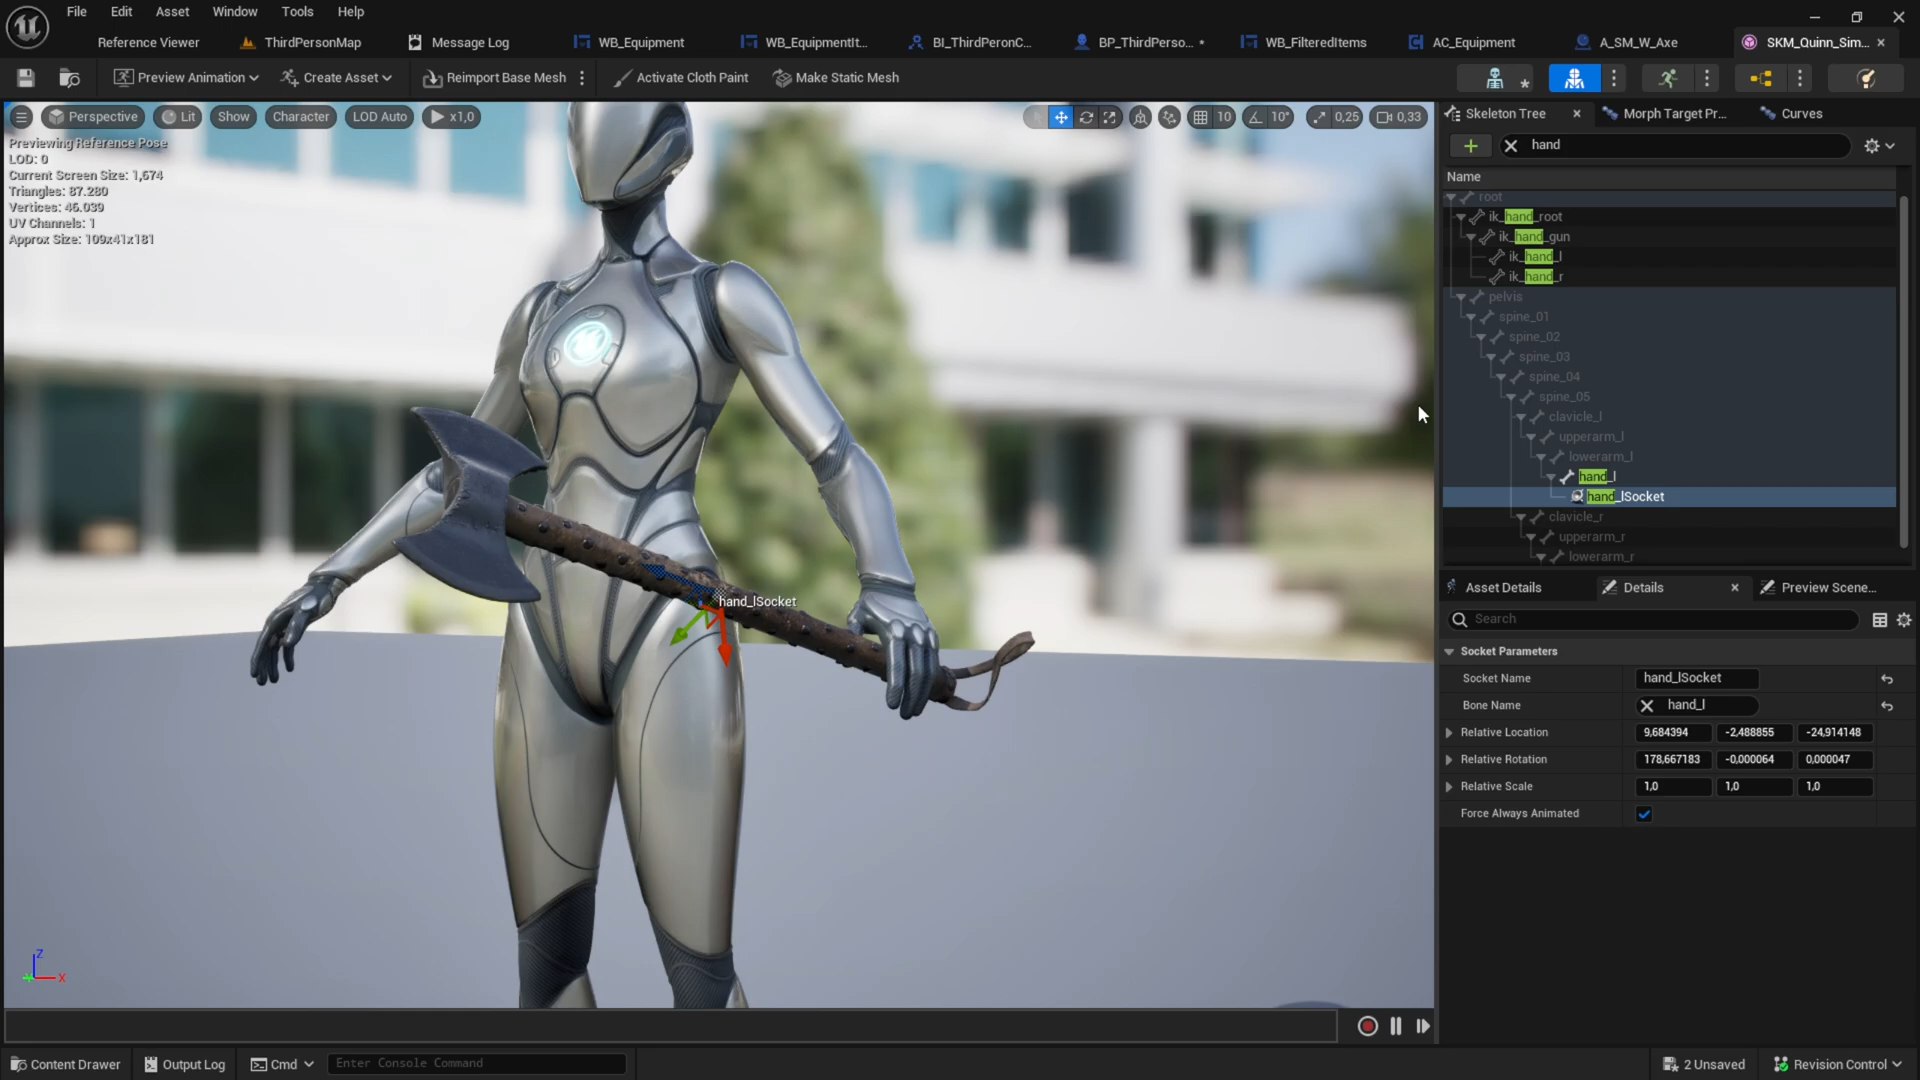 File Edit Asset Window Tools Help
Reference Viewer ThirdPersonMap Message Log WB_Equipment WB_EquipmentIt... BI_ThirdPeronC... BP_ThirdPerso... • WB_FilteredItems AC_Equipment A_SM_W_Axe SKM_Quinn_Sim...
Preview Animation Create Asset Reimport Base Mesh Activate Cloth Paint Make Static Mesh
Perspective Lit Show Character LOD Auto x1,0 10 10° 0,25 0,33
Previewing Reference Pose
LOD: 0
Current Screen Size: 1,674
Triangles: 87.280
Vertices: 46.039
UV Channels: 1
Approx Size: 109x41x181
hand_lSocket
Z
X
Skeleton Tree Morph Target Pr... Curves
hand
Name
root
ik_hand_root
ik_hand_gun
ik_hand_l
ik_hand_r
pelvis
spine_01
spine_02
spine_03
spine_04
spine_05
clavicle_l
upperarm_l
lowerarm_l
hand_l
hand_lSocket
clavicle_r
upperarm_r
lowerarm_r
Asset Details Details Preview Scene...
Search
Socket Parameters
Socket Name hand_lSocket
Bone Name hand_l
Relative Location 9,684394 -2,488855 -24,914148
Relative Rotation 178,667183 -0,000064 0,000047
Relative Scale 1,0 1,0 1,0
Force Always Animated
Content Drawer Output Log Cmd Enter Console Command 2 Unsaved Revision Control